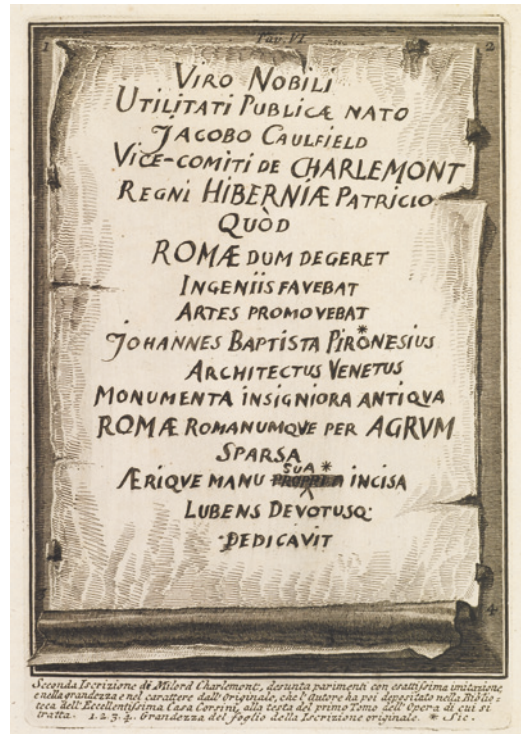 1 Tav. VI. 2
VIRO NOBILI
UTILITATI PUBLICÆ NATO
JACOBO CAULFIELD
VICE-COMITI DE CHARLEMONT
REGNI HIBERNIÆ PATRICIO
QUÒD
ROMÆ DUM DEGERET
INGENIIS FAVEBAT
ARTES PROMOVEBAT
JOHANNES BAPTISTA PIRONESIUS *
ARCHITECTUS VENETUS
MONUMENTA INSIGNIORA ANTIQVA
ROMÆ ROMANUMQVE PER AGRVM
SPARSA
SUA *
ÆRIQVE MANU PROPRIA INCISA
LUBENS DEVOTUSQ·
DEDICAVIT
4
Seconda Iscrizione di Milord Charlemont, desunta parimenti con esattissima imitazione,
e nella grandezza e nel carattere dall'originale, che l'autore ha poi depositato nella Biblio-
teca dell'Eccellentissima Casa Corsini, alla testa del primo Tomo dell'Opera di cui si
tratta. 1.2.3.4. Grandezza del foglio della Iscrizione originale. * Sic.